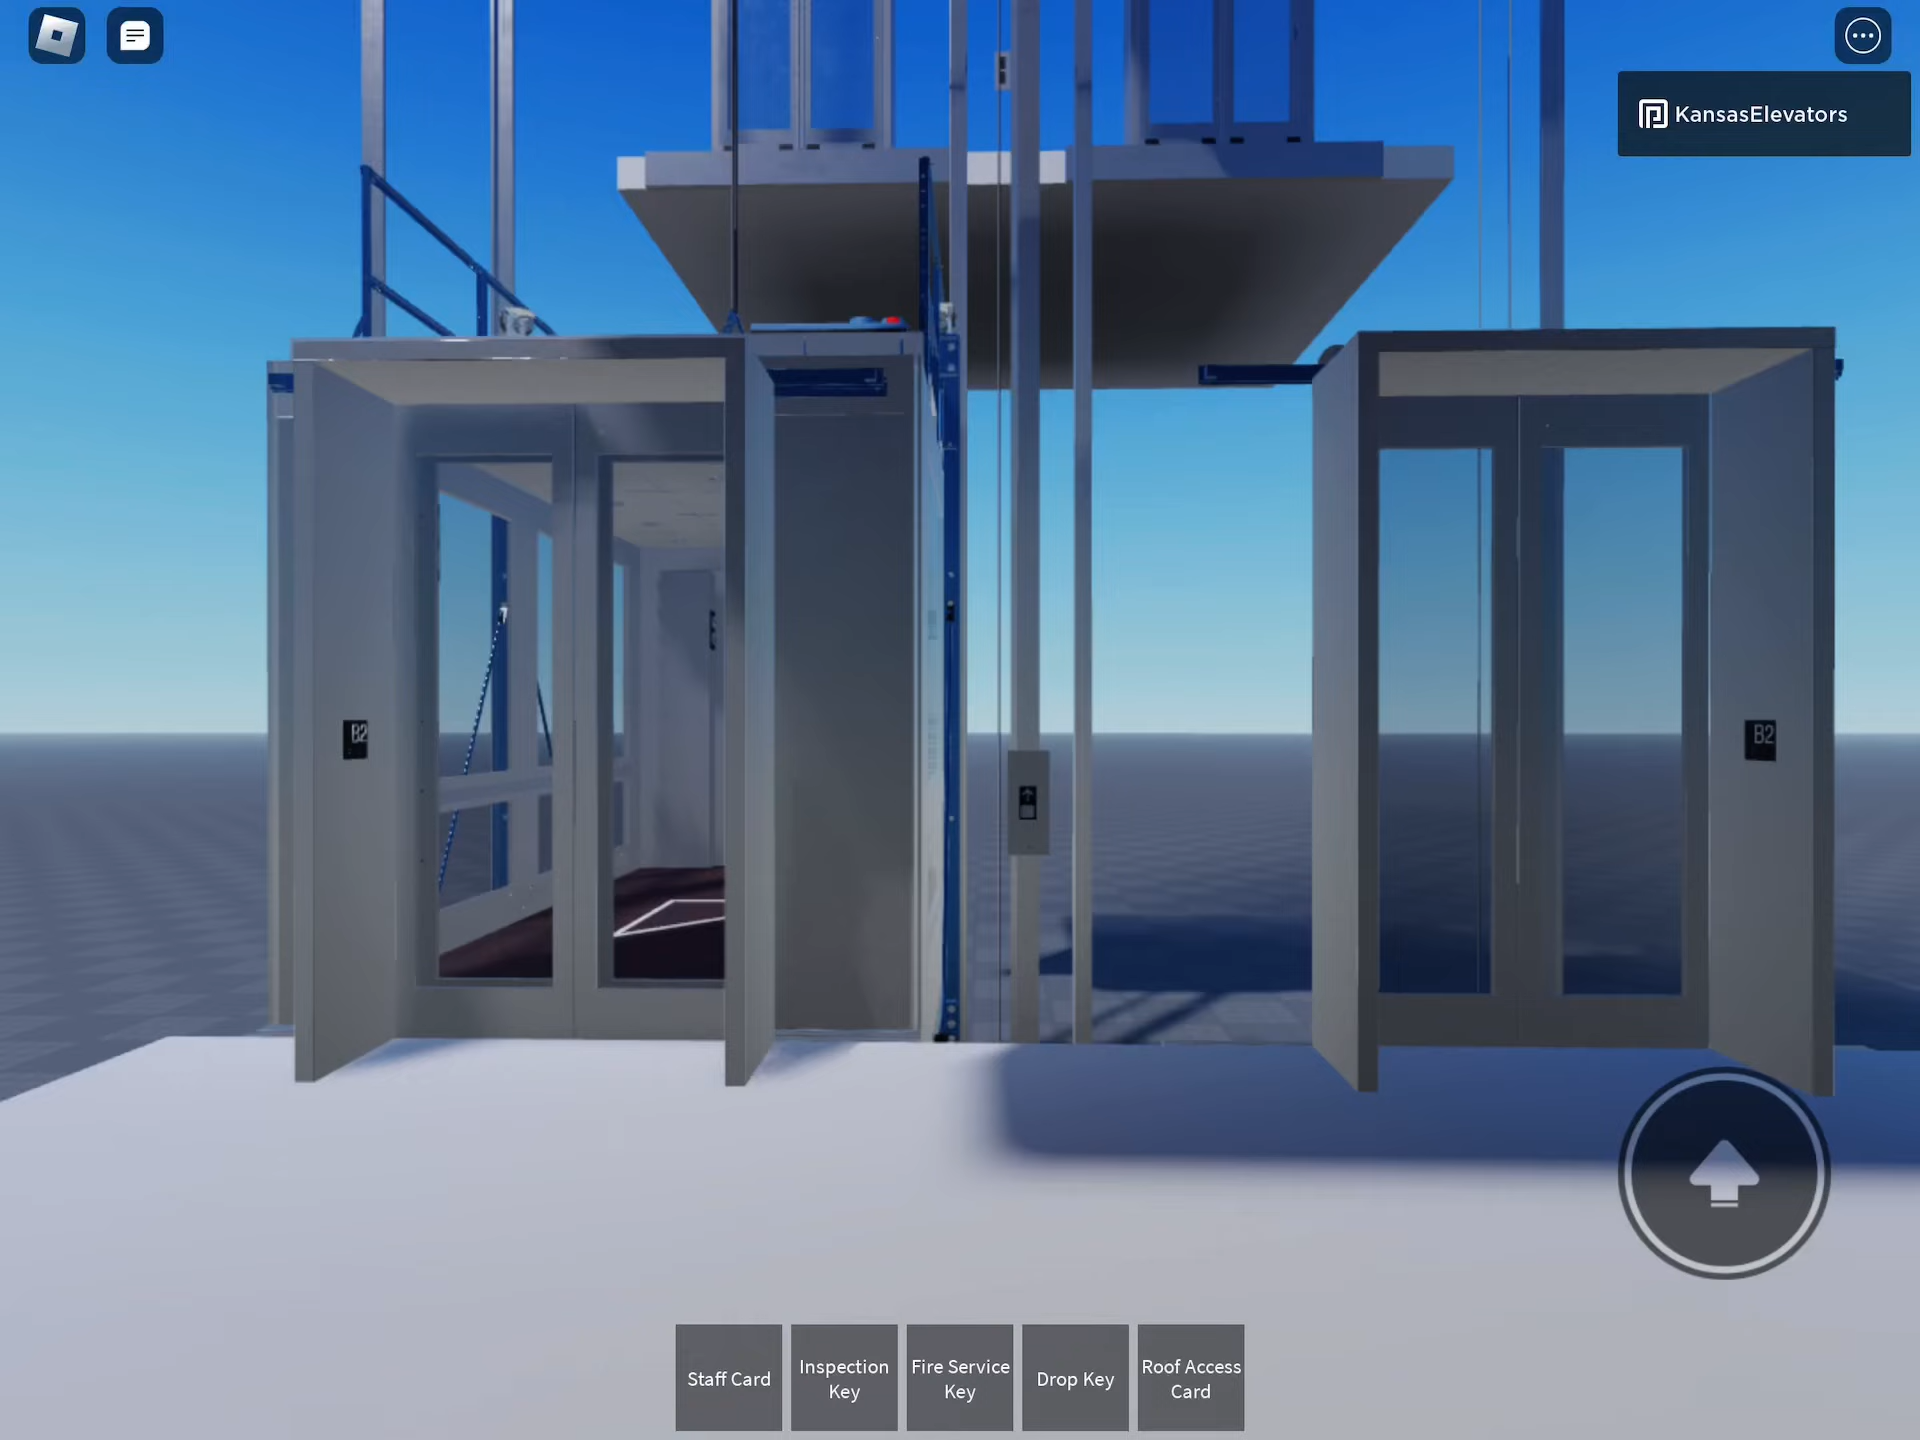 KansasElevators
B2
B2
Staff Card
Inspection
Key
Fire Service
Key
Drop Key
Roof Access
Card